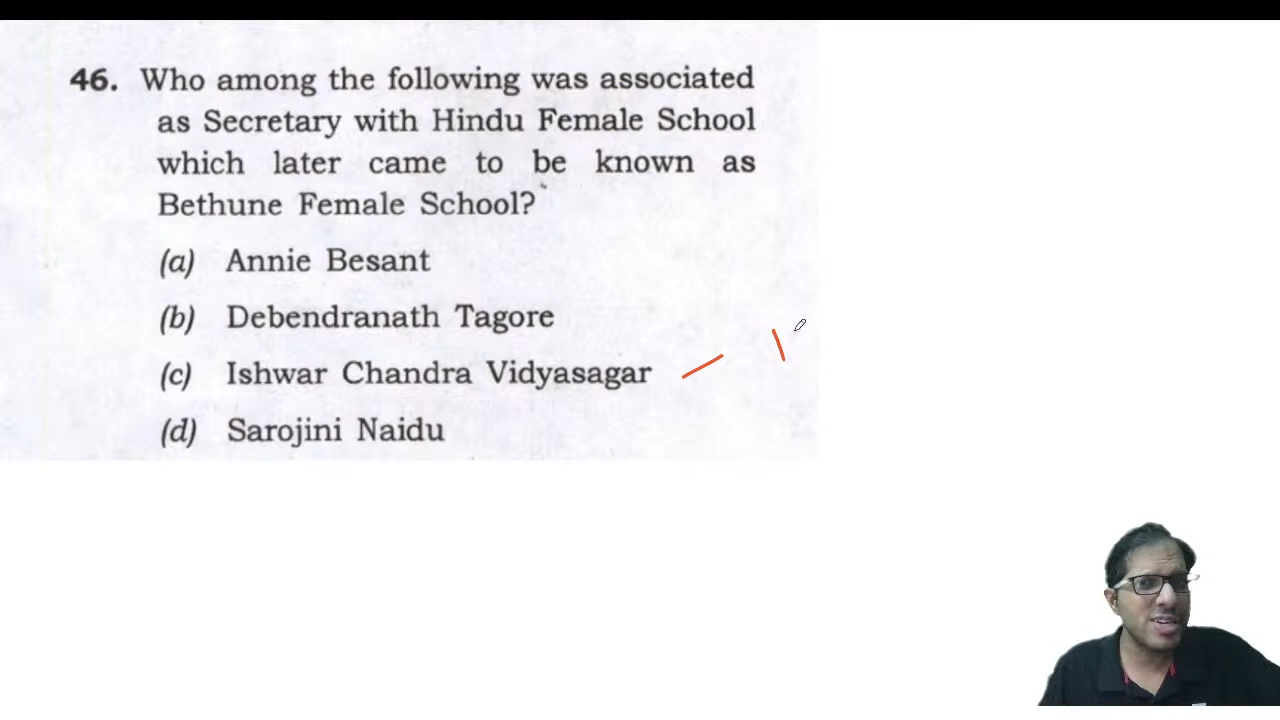 46. Who among the following was associated
as Secretary with Hindu Female School
which later came to be known as
Bethune Female School?
(a) Annie Besant
(b) Debendranath Tagore
(c) Ishwar Chandra Vidyasagar
(d) Sarojini Naidu